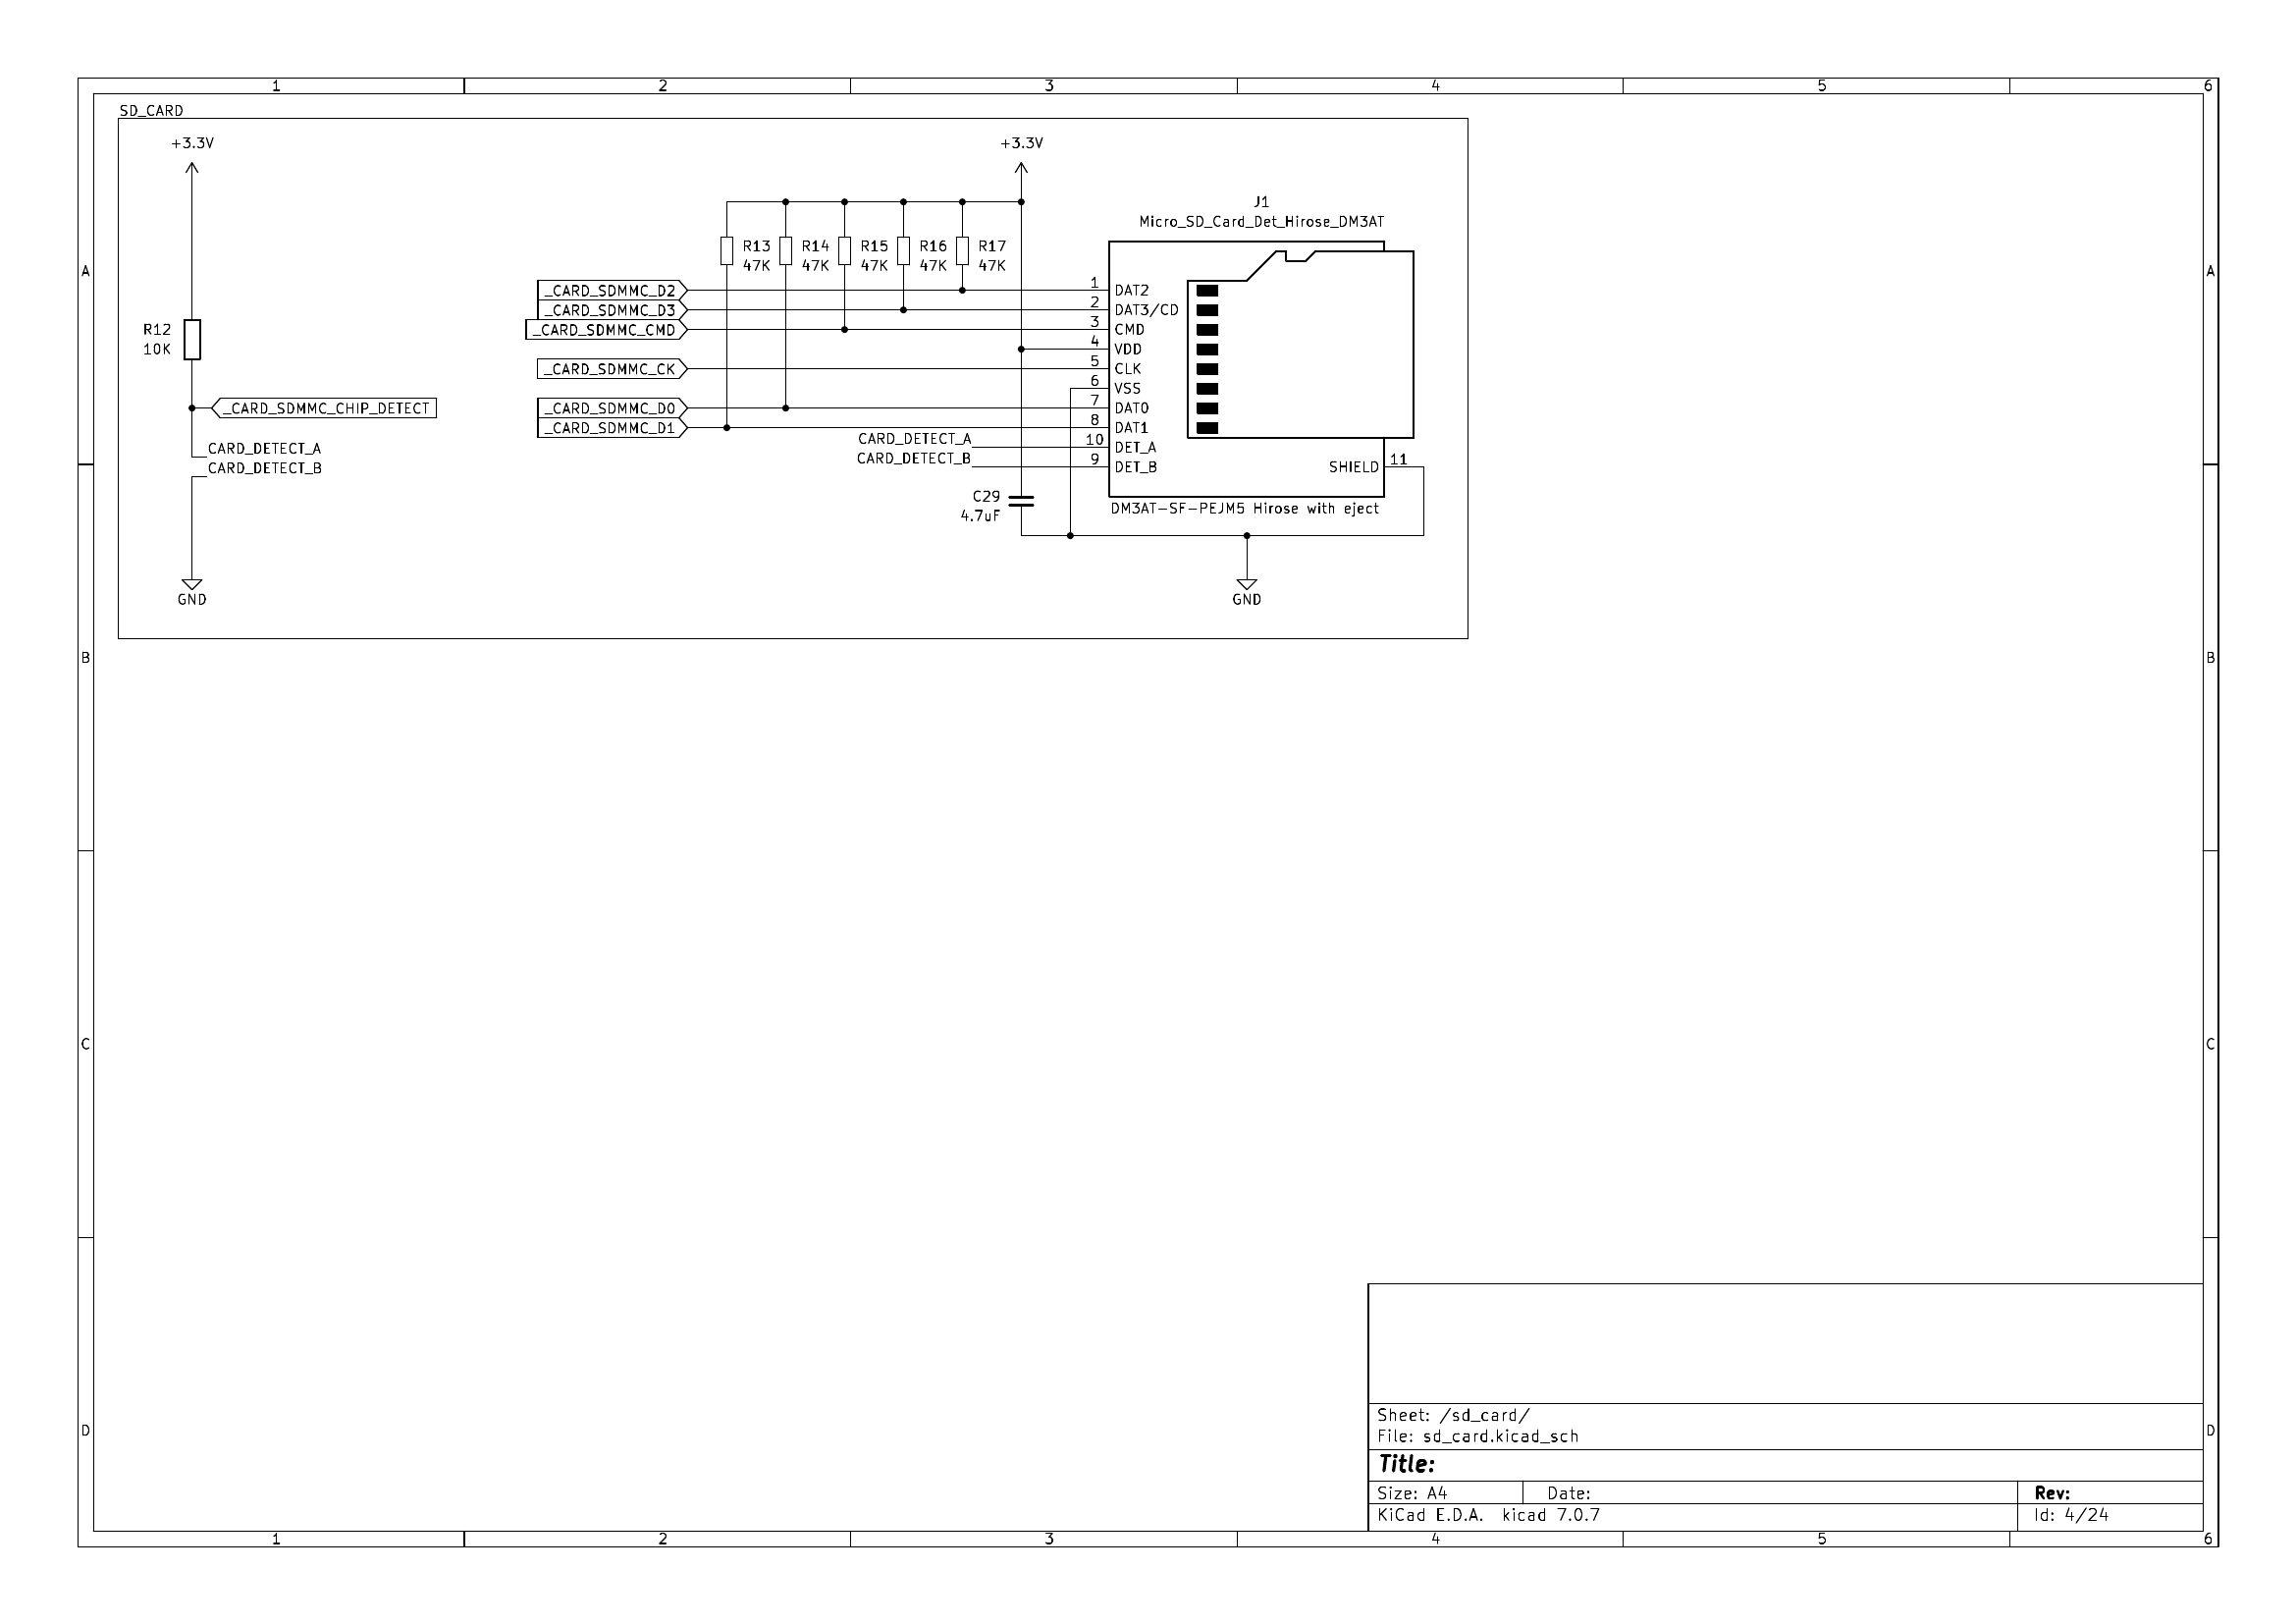 1 2 3 4 5 6
SD_CARD
+3.3V
+3.3V
J1
Micro_SD_Card_Det_Hirose_DM3AT
R13
47K
R14
47K
R15
47K
R16
47K
R17
47K
A
A
R12
10K
_CARD_SDMMC_D2
_CARD_SDMMC_D3
_CARD_SDMMC_CMD
_CARD_SDMMC_CK
_CARD_SDMMC_D0
_CARD_SDMMC_D1
_CARD_SDMMC_CHIP_DETECT
CARD_DETECT_A
CARD_DETECT_B
CARD_DETECT_A
CARD_DETECT_B
1 DAT2
2 DAT3/CD
3 CMD
4 VDD
5 CLK
6 VSS
7 DAT0
8 DAT1
10 DET_A
9 DET_B
SHIELD 11
C29
4.7uF
DM3AT-SF-PEJM5 Hirose with eject
GND
GND
B
B
C
C
D
D
Sheet: /sd_card/
File: sd_card.kicad_sch
Title:
Size: A4 Date: Rev:
KiCad E.D.A. kicad 7.0.7 Id: 4/24
1 2 3 4 5 6